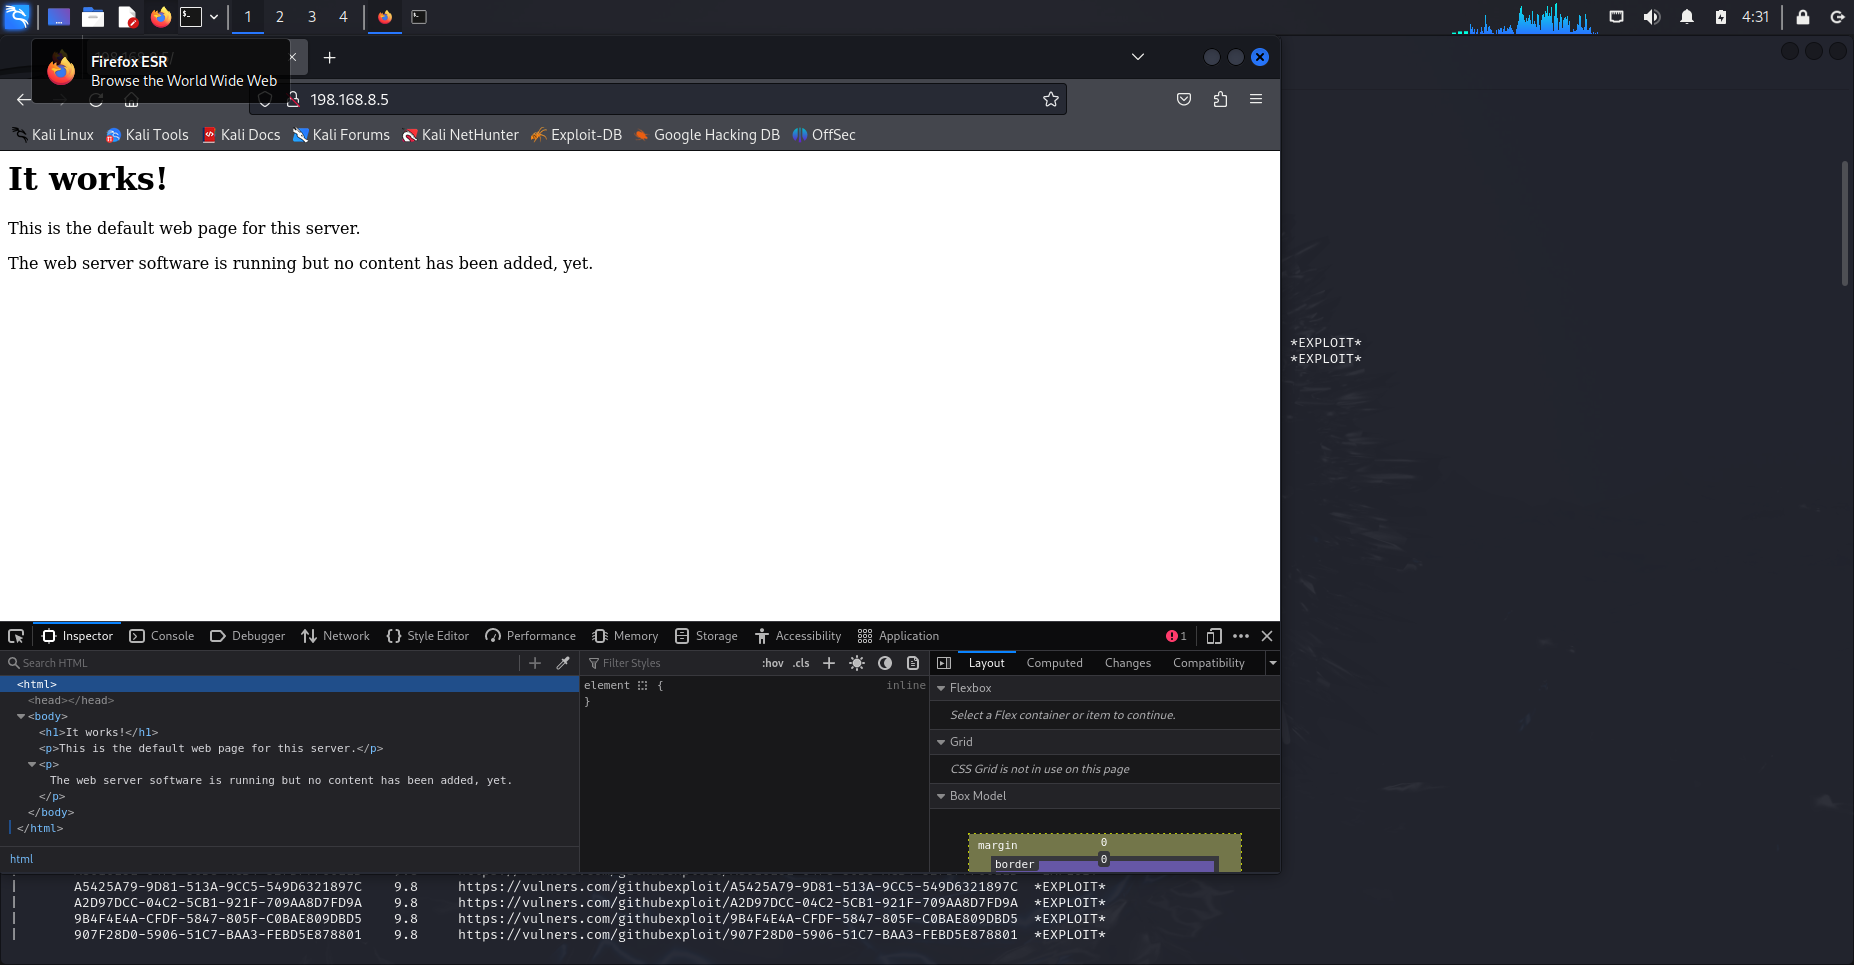 1 2 3 4 4:31
Firefox ESR
Browse the World Wide Web
198.168.8.5
Kali Linux Kali Tools Kali Docs Kali Forums Kali NetHunter Exploit-DB Google Hacking DB OffSec
It works!
This is the default web page for this server.
The web server software is running but no content has been added, yet.
*EXPLOIT*
*EXPLOIT*
Inspector Console Debugger Network Style Editor Performance Memory Storage Accessibility Application 1
Search HTML Filter Styles :hov .cls Layout Computed Changes Compatibility
<html>
<head></head>
<body>
<h1>It works!</h1>
<p>This is the default web page for this server.</p>
<p>
The web server software is running but no content has been added, yet.
</p>
</body>
</html>
html
element { inline
}
Flexbox
Select a Flex container or item to continue.
Grid
CSS Grid is not in use on this page
Box Model
margin 0
border 0
| A5425A79-9D81-513A-9CC5-549D6321897C 9.8 https://vulners.com/githubexploit/A5425A79-9D81-513A-9CC5-549D6321897C *EXPLOIT*
| A2D97DCC-04C2-5CB1-921F-709AA8D7FD9A 9.8 https://vulners.com/githubexploit/A2D97DCC-04C2-5CB1-921F-709AA8D7FD9A *EXPLOIT*
| 9B4F4E4A-CFDF-5847-805F-C0BAE809DBD5 9.8 https://vulners.com/githubexploit/9B4F4E4A-CFDF-5847-805F-C0BAE809DBD5 *EXPLOIT*
| 907F28D0-5906-51C7-BAA3-FEBD5E878801 9.8 https://vulners.com/githubexploit/907F28D0-5906-51C7-BAA3-FEBD5E878801 *EXPLOIT*